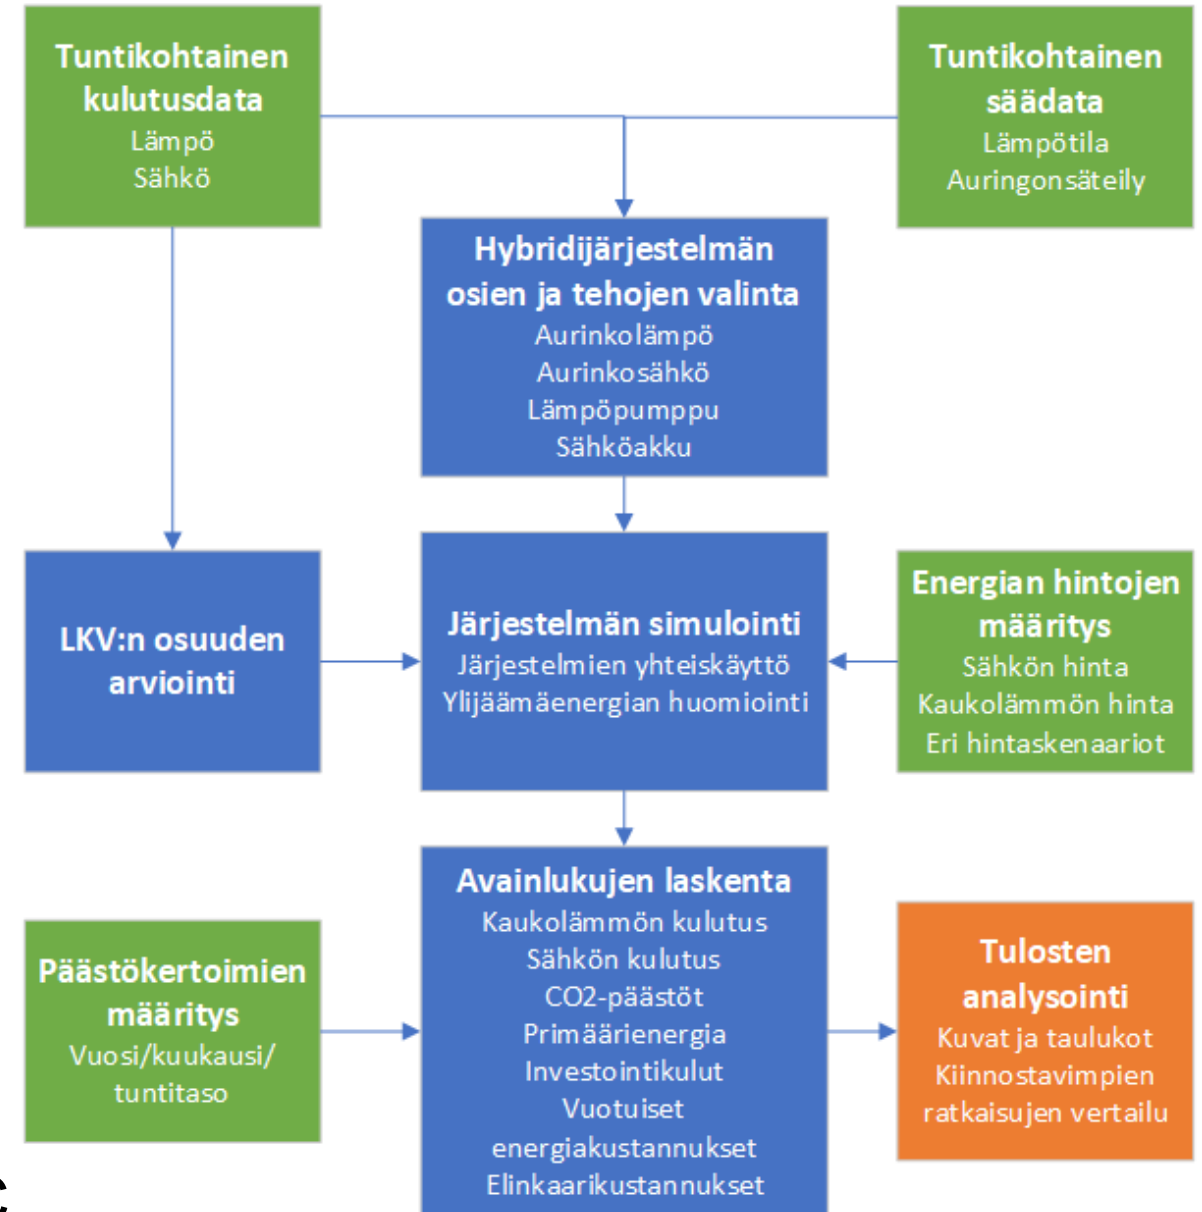 Tuntikohtainen
kulutusdata
Lämpö
Sähkö
Tuntikohtainen
säädata
Lämpötila
Auringonsäteily
Hybridijärjestelmän
osien ja tehojen valinta
Aurinkolämpö
Aurinkosähkö
Lämpöpumppu
Sähköakku
LKV:n osuuden
arviointi
Järjestelmän simulointi
Järjestelmien yhteiskäyttö
Ylijäämäenergian huomiointi
Energian hintojen
määritys
Sähkön hinta
Kaukolämmön hinta
Eri hintaskenaariot
Päästökertoimien
määritys
Vuosi/kuukausi/
tuntitaso
Avainlukujen laskenta
Kaukolämmön kulutus
Sähkön kulutus
CO2-päästöt
Primäärienergia
Investointikulut
Vuotuiset
energiakustannukset
Elinkaarikustannukset
Tulosten
analysointi
Kuvat ja taulukot
Kiinnostavimpien
ratkaisujen vertailu